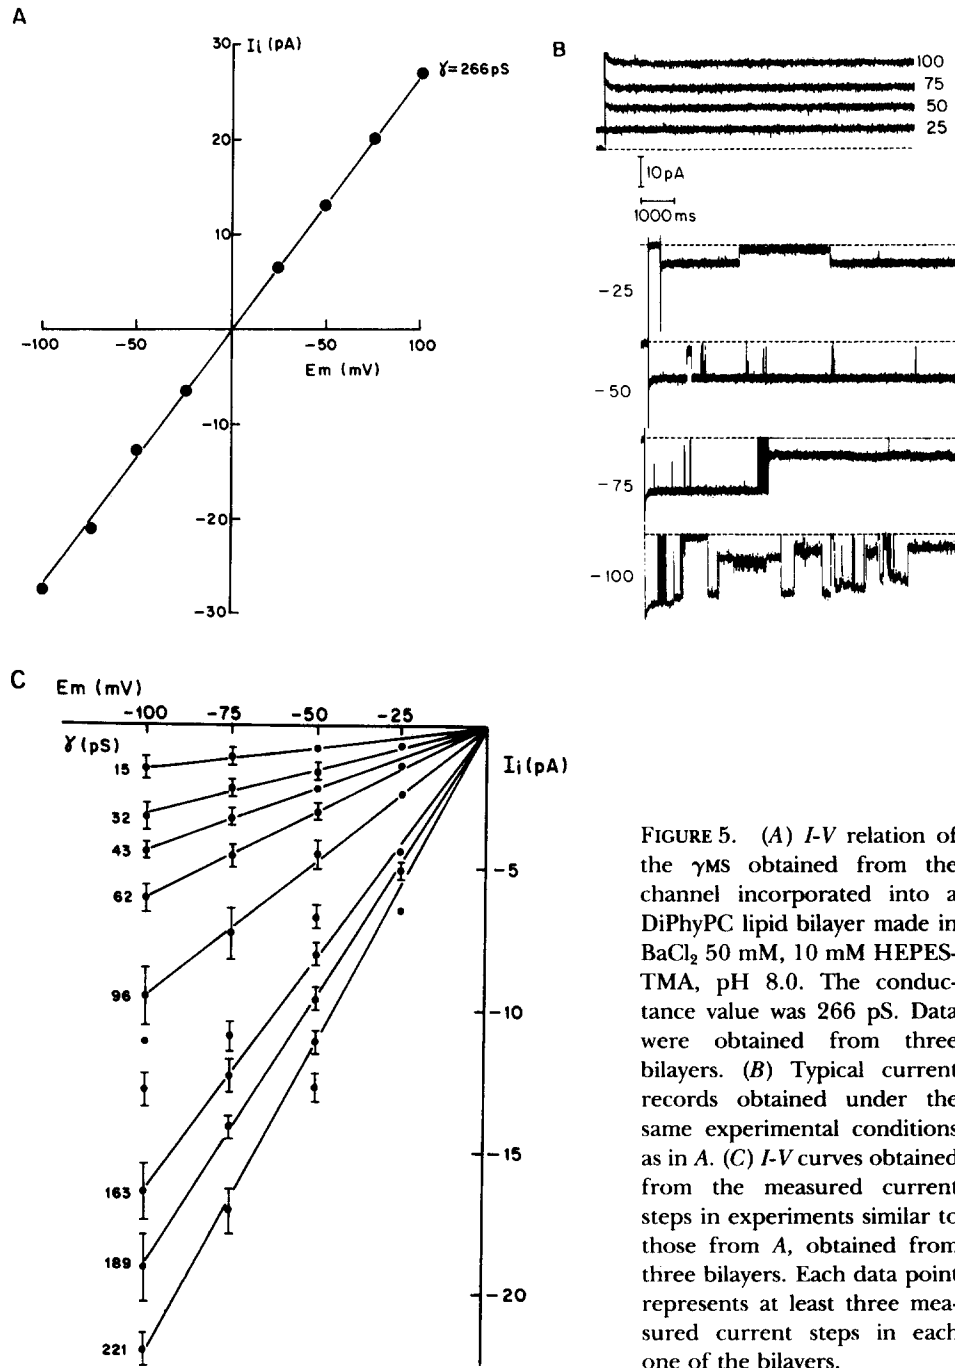 A
30
Ii (pA)
γ=266pS
20
10
-100
-50
-50
100
Em (mV)
-10
-20
-30
B
100
75
50
25
10pA
1000 ms
-25
-50
-75
-100
C
Em (mV)
-100
-75
-50
-25
γ (pS)
Ii (pA)
15
32
43
62
96
163
189
221
-5
-10
-15
-20
FIGURE 5. (A) I-V relation of
the γMS obtained from the
channel incorporated into a
DiPhyPC lipid bilayer made in
BaCl₂ 50 mM, 10 mM HEPES-
TMA, pH 8.0. The conduc-
tance value was 266 pS. Data
were obtained from three
bilayers. (B) Typical current
records obtained under the
same experimental conditions
as in A. (C) I-V curves obtained
from the measured current
steps in experiments similar to
those from A, obtained from
three bilayers. Each data point
represents at least three mea-
sured current steps in each
one of the bilayers.